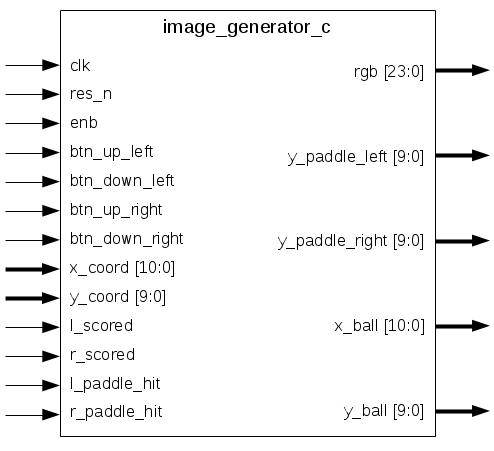 image_generator_c
clk
res_n
enb
btn_up_left
btn_down_left
btn_up_right
btn_down_right
x_coord [10:0]
y_coord [9:0]
l_scored
r_scored
l_paddle_hit
r_paddle_hit
rgb [23:0]
y_paddle_left [9:0]
y_paddle_right [9:0]
x_ball [10:0]
y_ball [9:0]